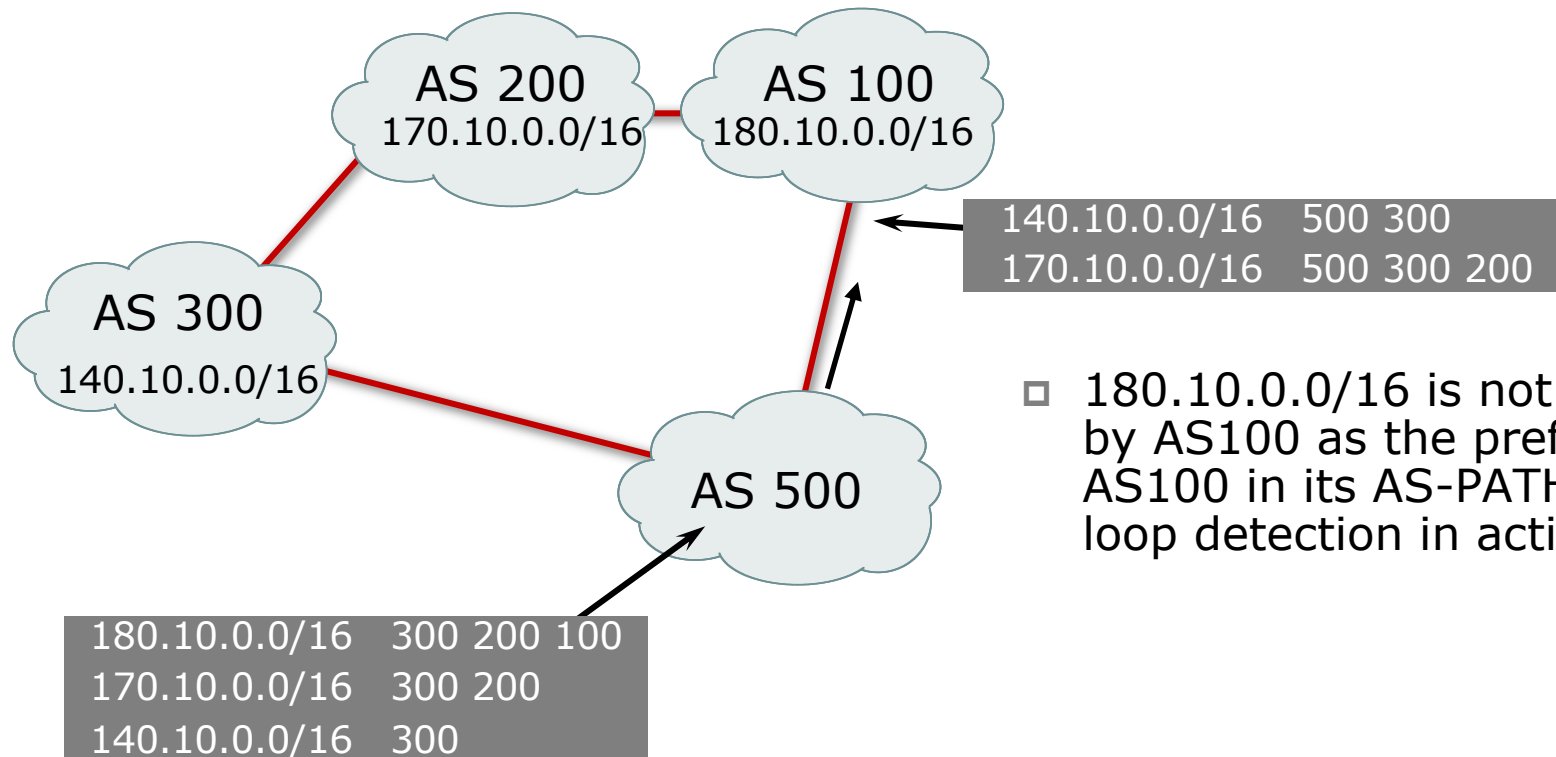 AS 200
170.10.0.0/16
AS 100
180.10.0.0/16
140.10.0.0/16 500 300
170.10.0.0/16 500 300 200
AS 300
140.10.0.0/16
AS 500
180.10.0.0/16 is not
by AS100 as the pref
AS100 in its AS-PATH
loop detection in acti
180.10.0.0/16 300 200 100
170.10.0.0/16 300 200
140.10.0.0/16 300